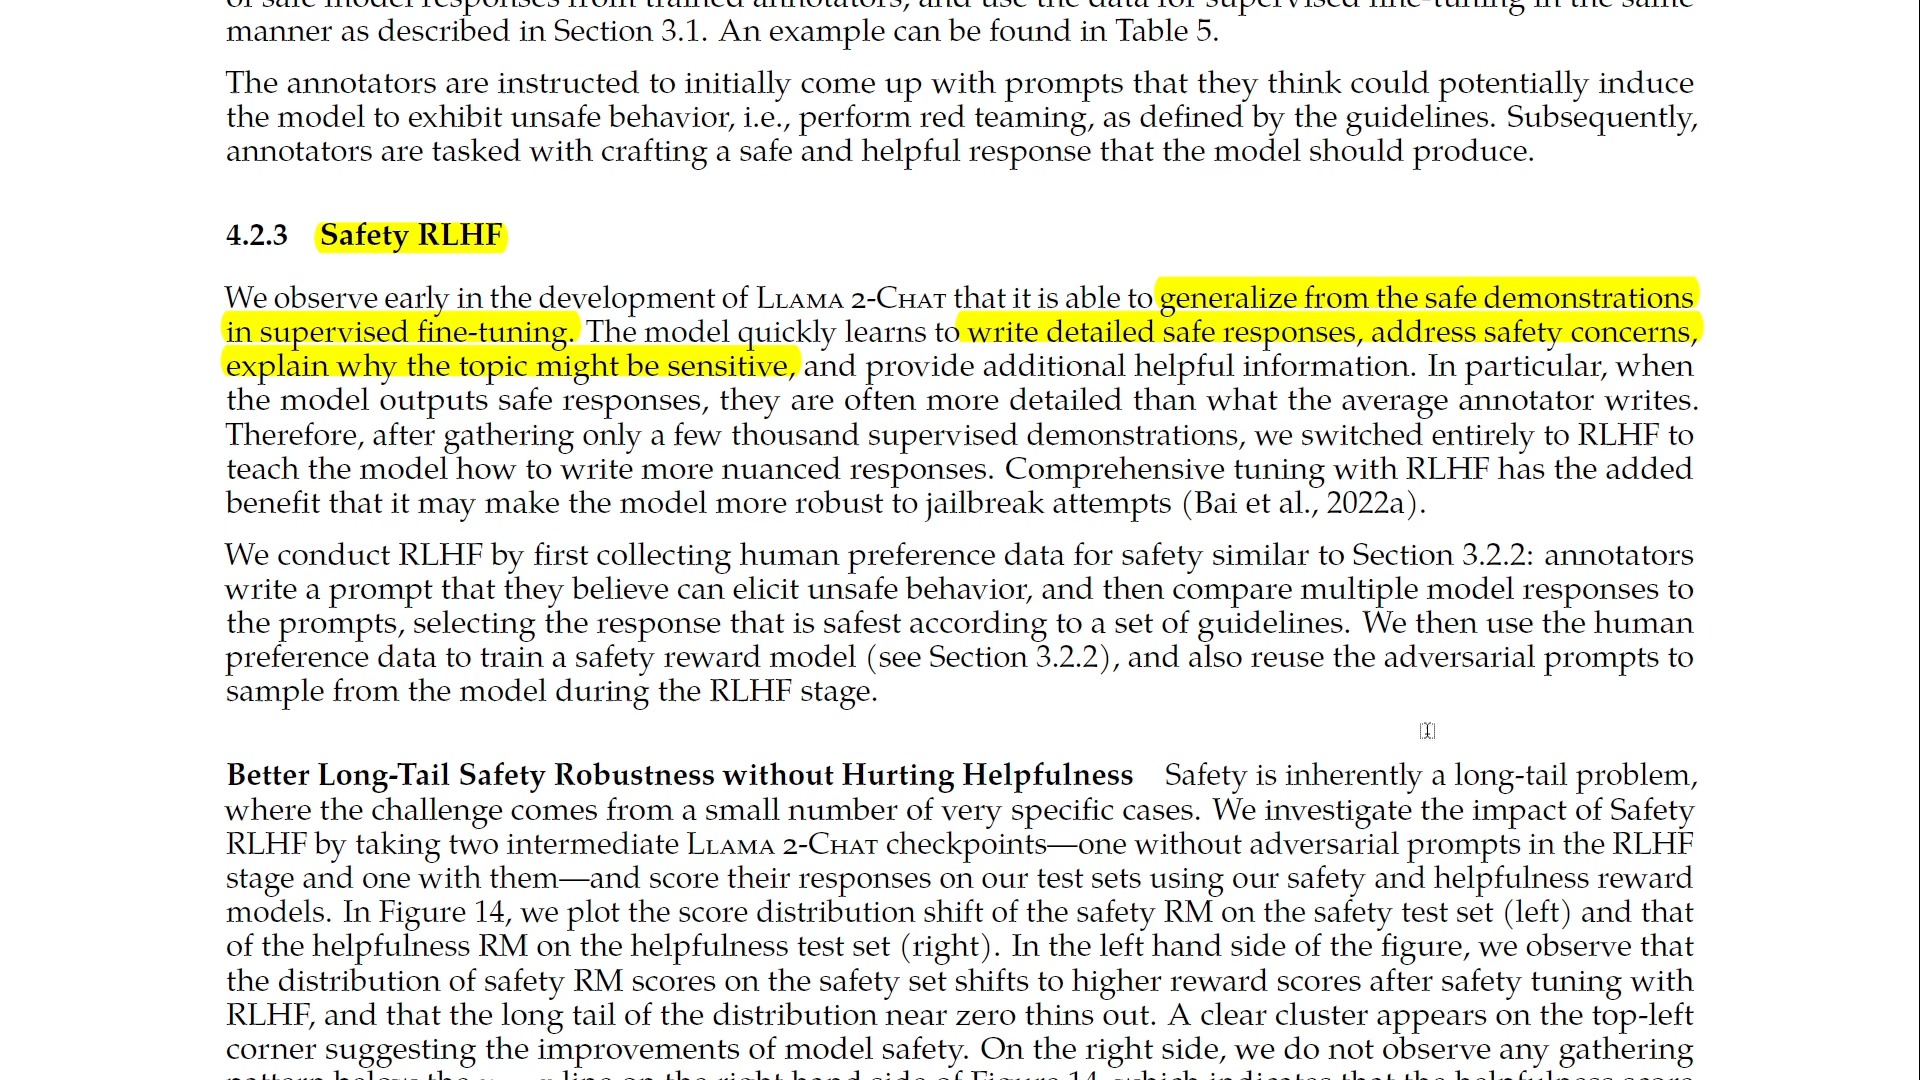 manner as described in Section 3.1. An example can be found in Table 5.
The annotators are instructed to initially come up with prompts that they think could potentially induce
the model to exhibit unsafe behavior, i.e., perform red teaming, as defined by the guidelines. Subsequently,
annotators are tasked with crafting a safe and helpful response that the model should produce.
4.2.3 Safety RLHF
We observe early in the development of LLAMA 2-CHAT that it is able to generalize from the safe demonstrations
in supervised fine-tuning. The model quickly learns to write detailed safe responses, address safety concerns,
explain why the topic might be sensitive, and provide additional helpful information. In particular, when
the model outputs safe responses, they are often more detailed than what the average annotator writes.
Therefore, after gathering only a few thousand supervised demonstrations, we switched entirely to RLHF to
teach the model how to write more nuanced responses. Comprehensive tuning with RLHF has the added
benefit that it may make the model more robust to jailbreak attempts (Bai et al., 2022a).
We conduct RLHF by first collecting human preference data for safety similar to Section 3.2.2: annotators
write a prompt that they believe can elicit unsafe behavior, and then compare multiple model responses to
the prompts, selecting the response that is safest according to a set of guidelines. We then use the human
preference data to train a safety reward model (see Section 3.2.2), and also reuse the adversarial prompts to
sample from the model during the RLHF stage.
Better Long-Tail Safety Robustness without Hurting Helpfulness Safety is inherently a long-tail problem,
where the challenge comes from a small number of very specific cases. We investigate the impact of Safety
RLHF by taking two intermediate LLAMA 2-CHAT checkpoints—one without adversarial prompts in the RLHF
stage and one with them—and score their responses on our test sets using our safety and helpfulness reward
models. In Figure 14, we plot the score distribution shift of the safety RM on the safety test set (left) and that
of the helpfulness RM on the helpfulness test set (right). In the left hand side of the figure, we observe that
the distribution of safety RM scores on the safety set shifts to higher reward scores after safety tuning with
RLHF, and that the long tail of the distribution near zero thins out. A clear cluster appears on the top-left
corner suggesting the improvements of model safety. On the right side, we do not observe any gathering